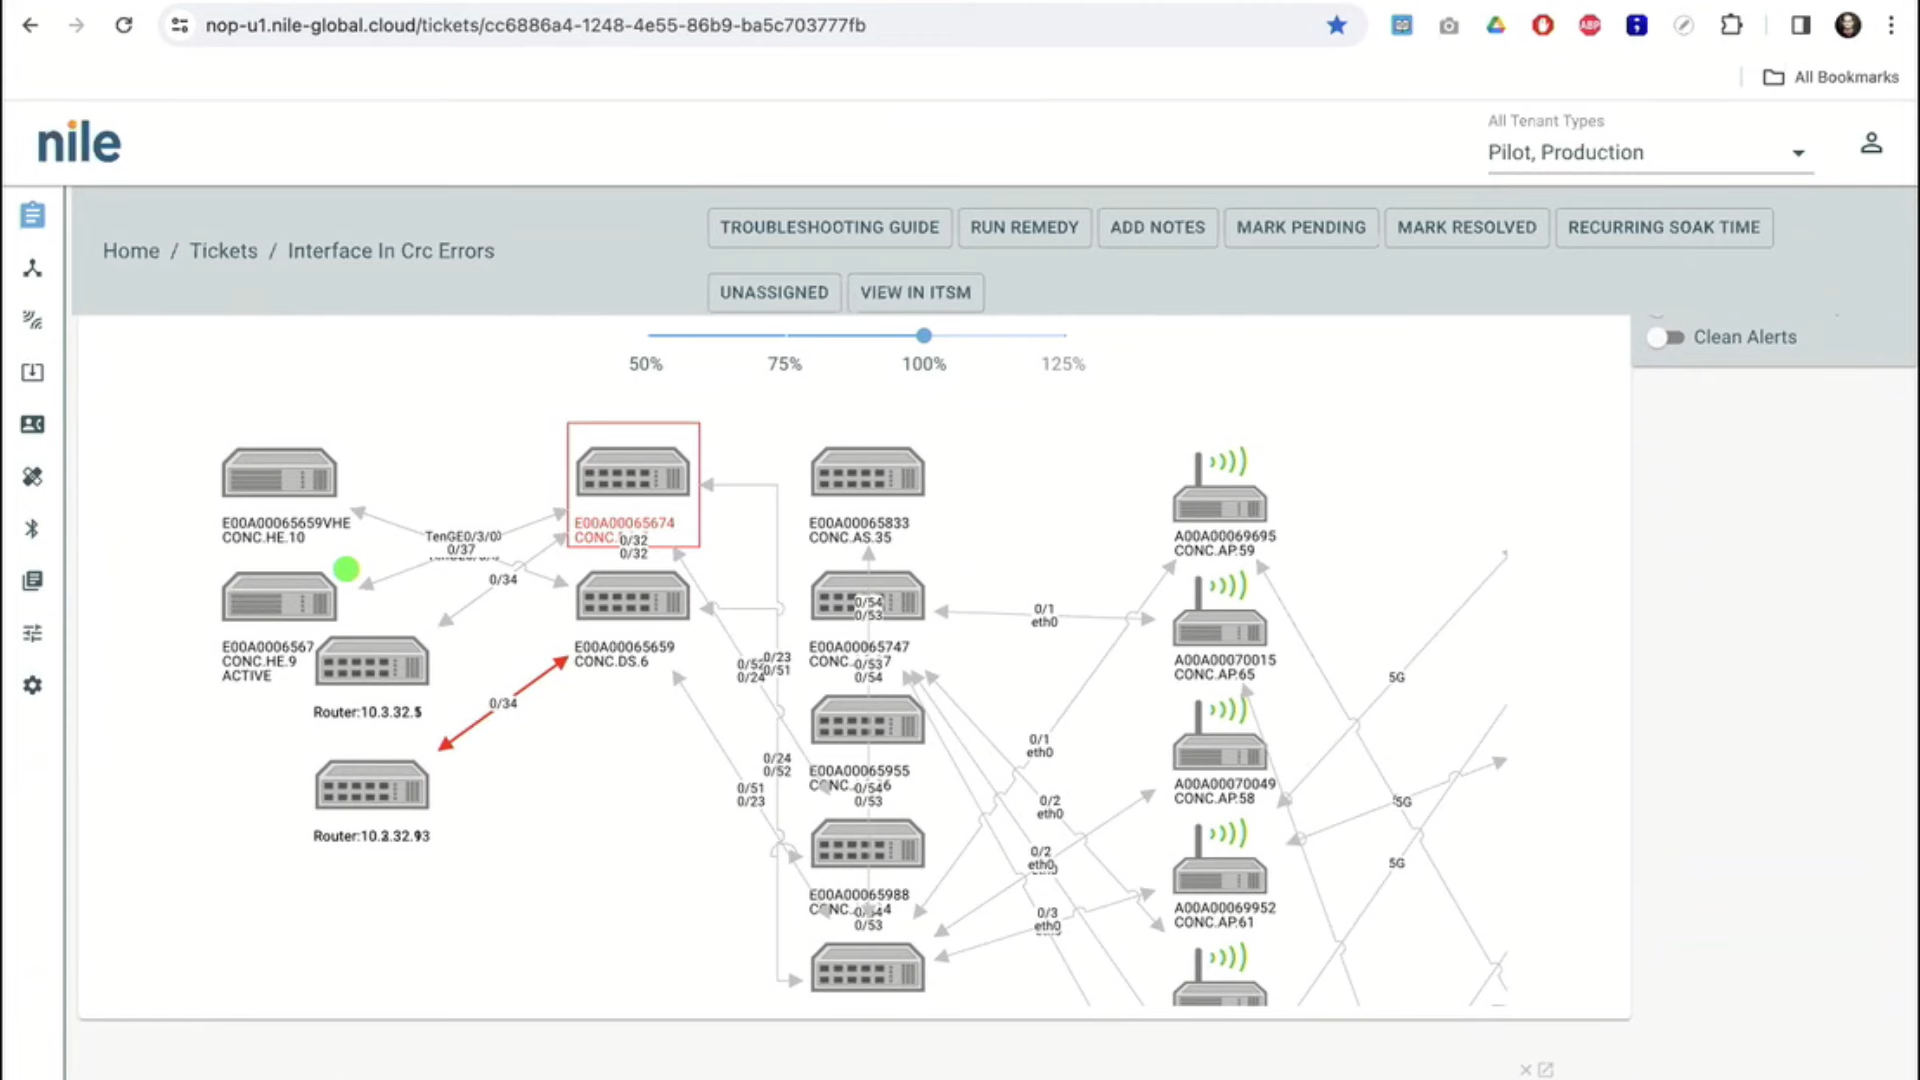 nop-u1.nile-global.cloud/tickets/cc6886a4-1248-4e55-86b9-ba5c703777fb
ABP
All Bookmarks
nile
All Tenant Types
Pilot, Production
Home / Tickets / Interface In Crc Errors
TROUBLESHOOTING GUIDE
RUN REMEDY
ADD NOTES
MARK PENDING
MARK RESOLVED
RECURRING SOAK TIME
UNASSIGNED
VIEW IN ITSM
Clean Alerts
50%
75%
100%
125%
E00A00065659VHE
CONC.HE.10
TenGE0/3/0
0/37
E00A00065674
CONC.
0/32
0/32
E00A00065833
CONC.AS.35
A00A00069695
CONC.AP.59
0/34
0/54
0/53
0/1
eth0
E00A0006567
CONC.HE.9
ACTIVE
E00A00065659
CONC.DS.6
E00A00065747
CONC.
0/53
0/54
0/23
0/51
0/24
A00A00070015
CONC.AP.65
5G
0/34
Router:10.3.32.5
0/1
eth0
0/24
0/52
E00A00065955
CONC.
0/54
0/53
A00A00070049
CONC.AP.58
0/51
0/23
0/2
eth0
5G
Router:10.2.32.93
0/2
eth0
5G
E00A00065988
CONC.
0/53
0/3
eth0
A00A00069952
CONC.AP.61